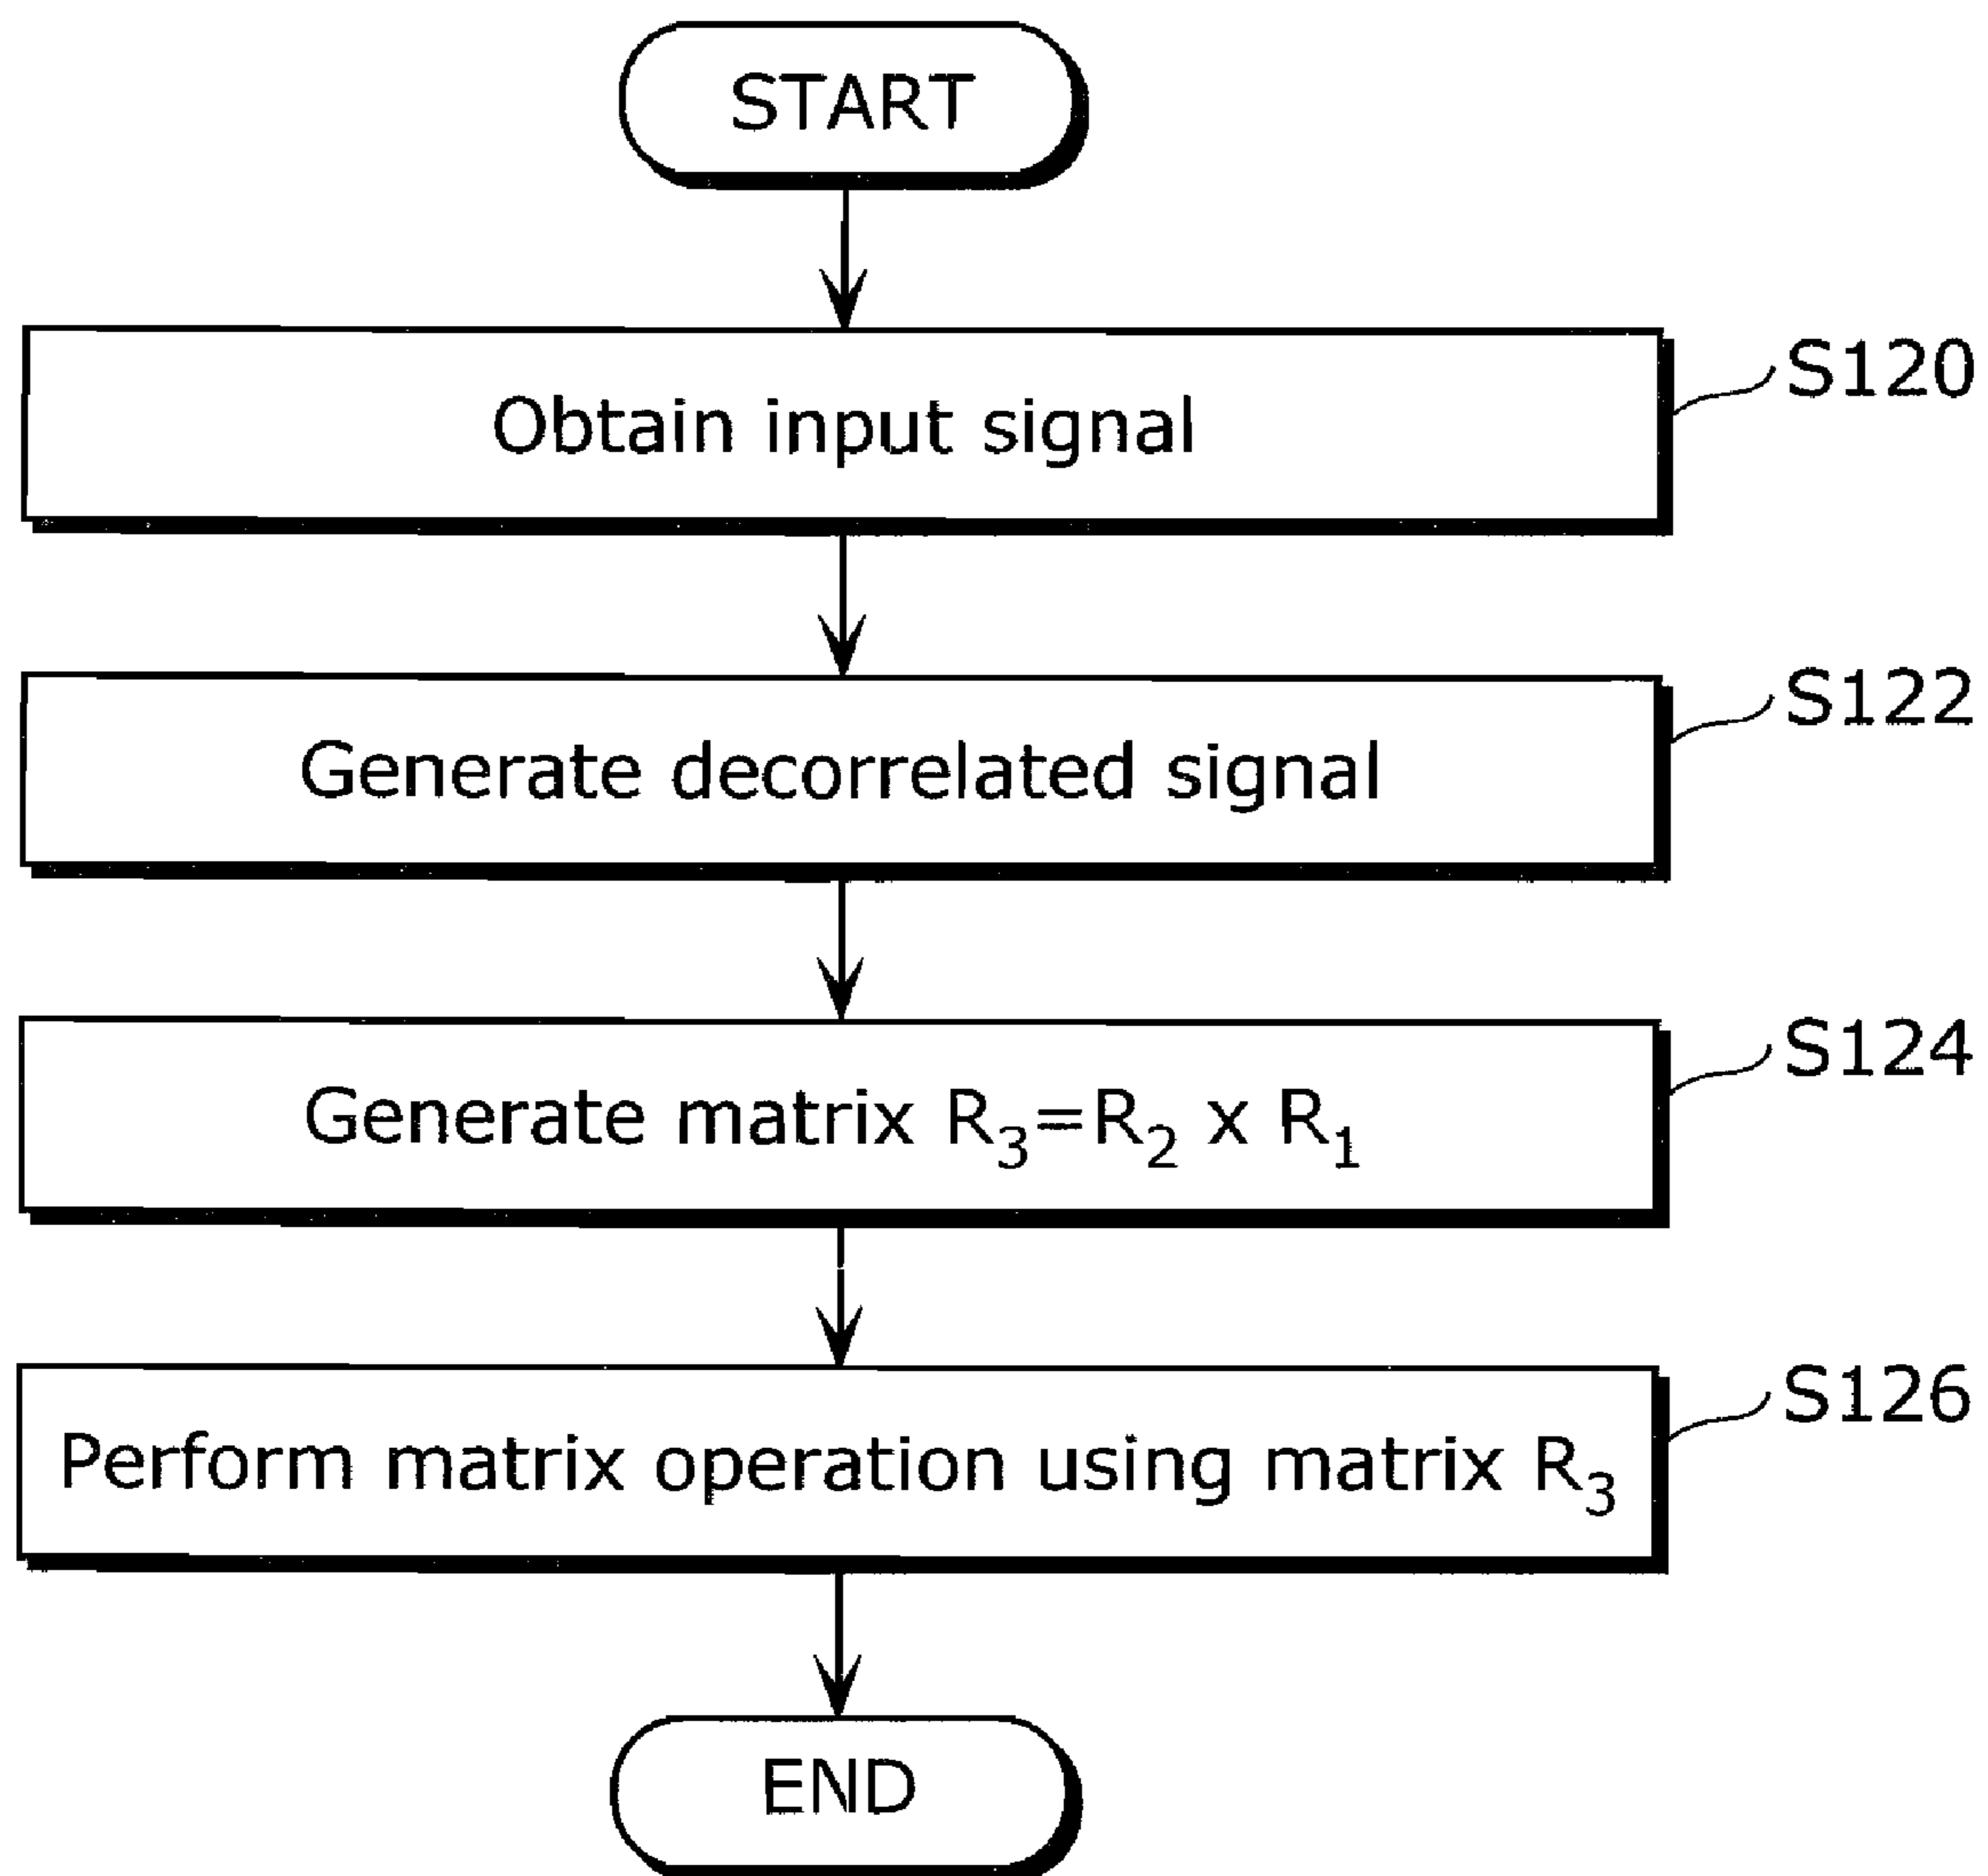 START
Obtain input signal
S120
Generate decorrelated signal
S122
Generate matrix R₃=R₂ x R₁
S124
Perform matrix operation using matrix R₃
S126
END